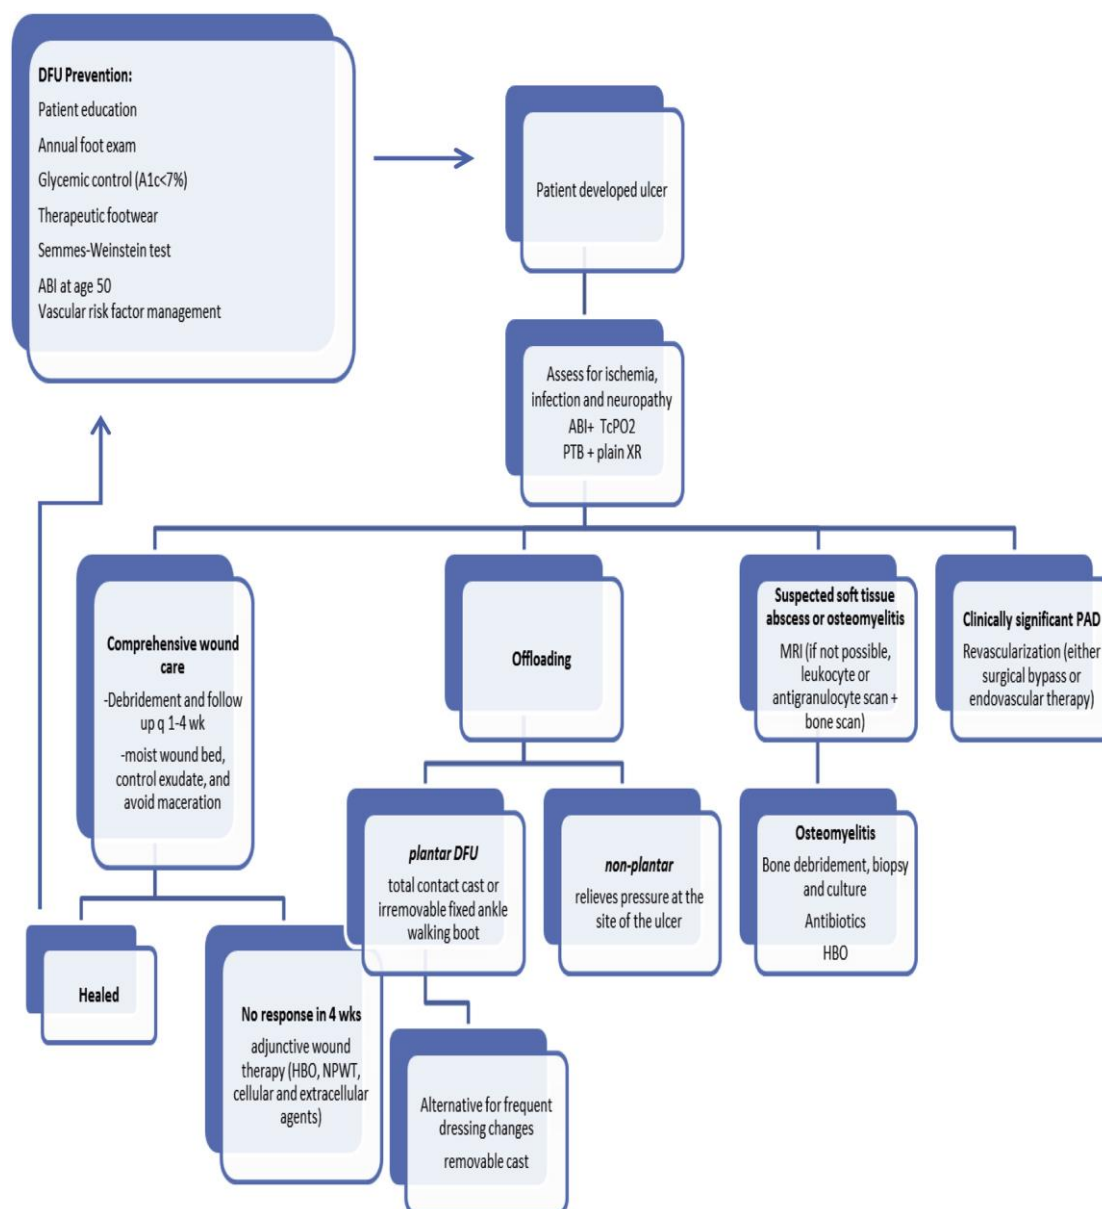 DFU Prevention:
Patient education
Annual foot exam
Glycemic control (A1c<7%)
Therapeutic footwear
Semmes-Weinstein test
ABI at age 50
Vascular risk factor management
Patient developed ulcer
Assess for ischemia,
infection and neuropathy
ABI+ TcPO2
PTB + plain XR
Comprehensive wound
care
-Debridement and follow
up q 1-4 wk
-moist wound bed,
control exudate, and
avoid maceration
Healed
No response in 4 wks
adjunctive wound
therapy (HBO, NPWT,
cellular and extracellular
agents)
Offloading
plantar DFU
total contact cast or
irremovable fixed ankle
walking boot
Alternative for frequent
dressing changes
removable cast
non-plantar
relieves pressure at the
site of the ulcer
Suspected soft tissue
abscess or osteomyelitis
MRI (if not possible,
leukocyte or
antigranulocyte scan +
bone scan)
Osteomyelitis
Bone debridement, biopsy
and culture
Antibiotics
HBO
Clinically significant PAD
Revascularization (either
surgical bypass or
endovascular therapy)